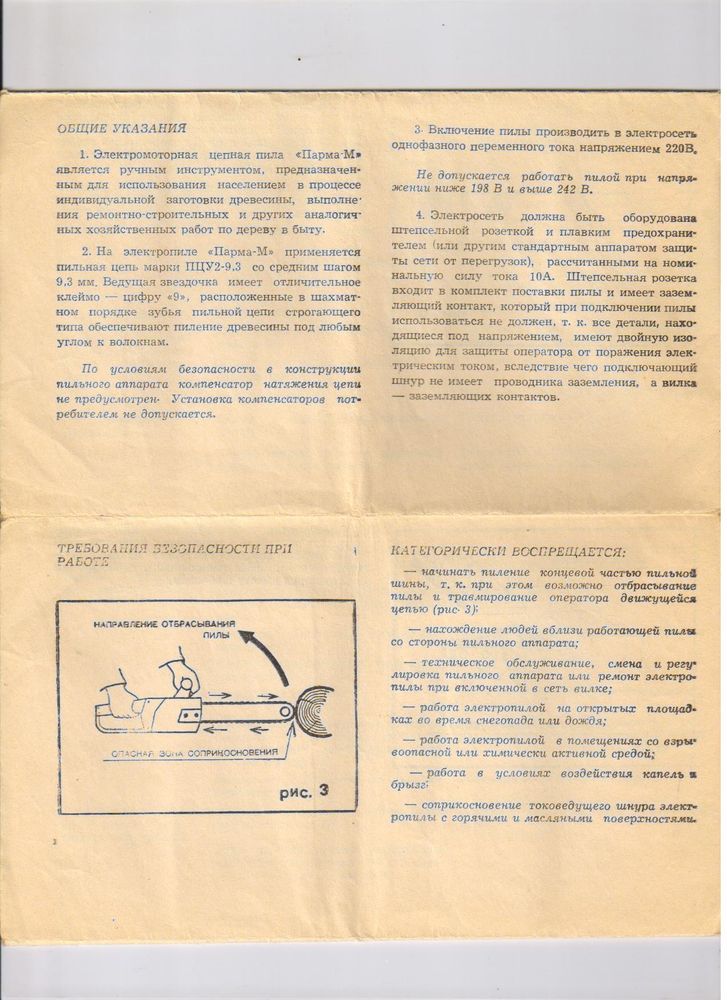 ОБЩИЕ УКАЗАНИЯ
1. Электромоторная цепная пила «Парма-М»
является ручным инструментом, предназначен-
ным для использования населением в процессе
индивидуальной заготовки древесины, выполне-
ния ремонтно-строительных и других аналогич-
ных хозяйственных работ по дереву в быту.
2. На электропиле «Парма-М» применяется
пильная цепь марки ПЦУ2-9.3 со средним шагом
9,3 мм. Ведущая звездочка имеет отличительное
клеймо — цифру «9», расположенные в шахмат-
ном порядке зубья пильной цепи строгающего
типа обеспечивают пиление древесины под любым
углом к волокнам.
По условиям безопасности в конструкции
пильного аппарата компенсатор натяжения цепи
не предусмотрен. Установка компенсаторов пот-
ребителем не допускается.
3. Включение пилы производить в электросеть
однофазного переменного тока напряжением 220В.
Не допускается работать пилой при напря-
жении ниже 198 В и выше 242 В.
4. Электросеть должна быть оборудована
штепсельной розеткой и плавким предохрани-
телем (или другим стандартным аппаратом защи-
ты сети от перегрузок), рассчитанными на номи-
нальную силу тока 10А. Штепсельная розетка
входит в комплект поставки пилы и имеет зазем-
ляющий контакт, который при подключении пилы
использоваться не должен, т. к. все детали, нахо-
дящиеся под напряжением, имеют двойную изо-
ляцию для защиты оператора от поражения элек-
трическим током, вследствие чего подключающий
шнур не имеет проводника заземления, а вилка
— заземляющих контактов.
ТРЕБОВАНИЯ БЕЗОПАСНОСТИ ПРИ
РАБОТЕ
НАПРАВЛЕНИЕ ОТБРАСЫВАНИЯ
ПИЛЫ
ОПАСНАЯ ЗОНА СОПРИКОСНОВЕНИЯ
рис. 3
КАТЕГОРИЧЕСКИ ВОСПРЕЩАЕТСЯ:
— начинать пиление концевой частью пильной
шины, т. к. при этом возможно отбрасывание
пилы и травмирование оператора движущейся
цепью (рис. 3);
— нахождение людей вблизи работающей пилы
со стороны пильного аппарата;
— техническое обслуживание, смена и регу-
лировка пильного аппарата или ремонт электро-
пилы при включенной в сеть вилке;
— работа электропилой на открытых площад-
ках во время снегопада или дождя;
— работа электропилой в помещениях со взры-
воопасной или химически активной средой;
— работа в условиях воздействия капель и
брызг;
— соприкосновение токоведущего шнура элект-
ропилы с горячими и масляными поверхностями.